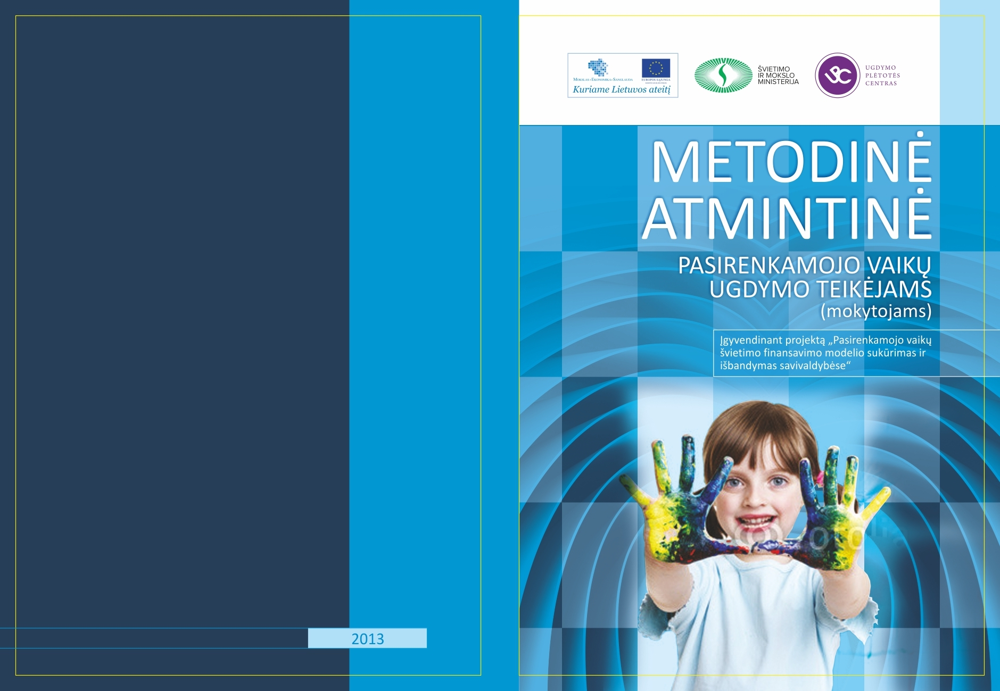 2013
MOKSLAS • EKONOMIKA • SANGLAUDA
EUROPOS SĄJUNGA
Kuriame Lietuvos ateitį
ŠVIETIMO
IR MOKSLO
MINISTERIJA
UPC
UGDYMO
PLĖTOTĖS
CENTRAS
METODINĖ
ATMINTINĖ
PASIRENKAMOJO VAIKŲ
UGDYMO TEIKĖJAMS
(mokytojams)
Įgyvendinant projektą „Pasirenkamojo vaikų
švietimo finansavimo modelio sukūrimas ir
išbandymas savivaldybėse“